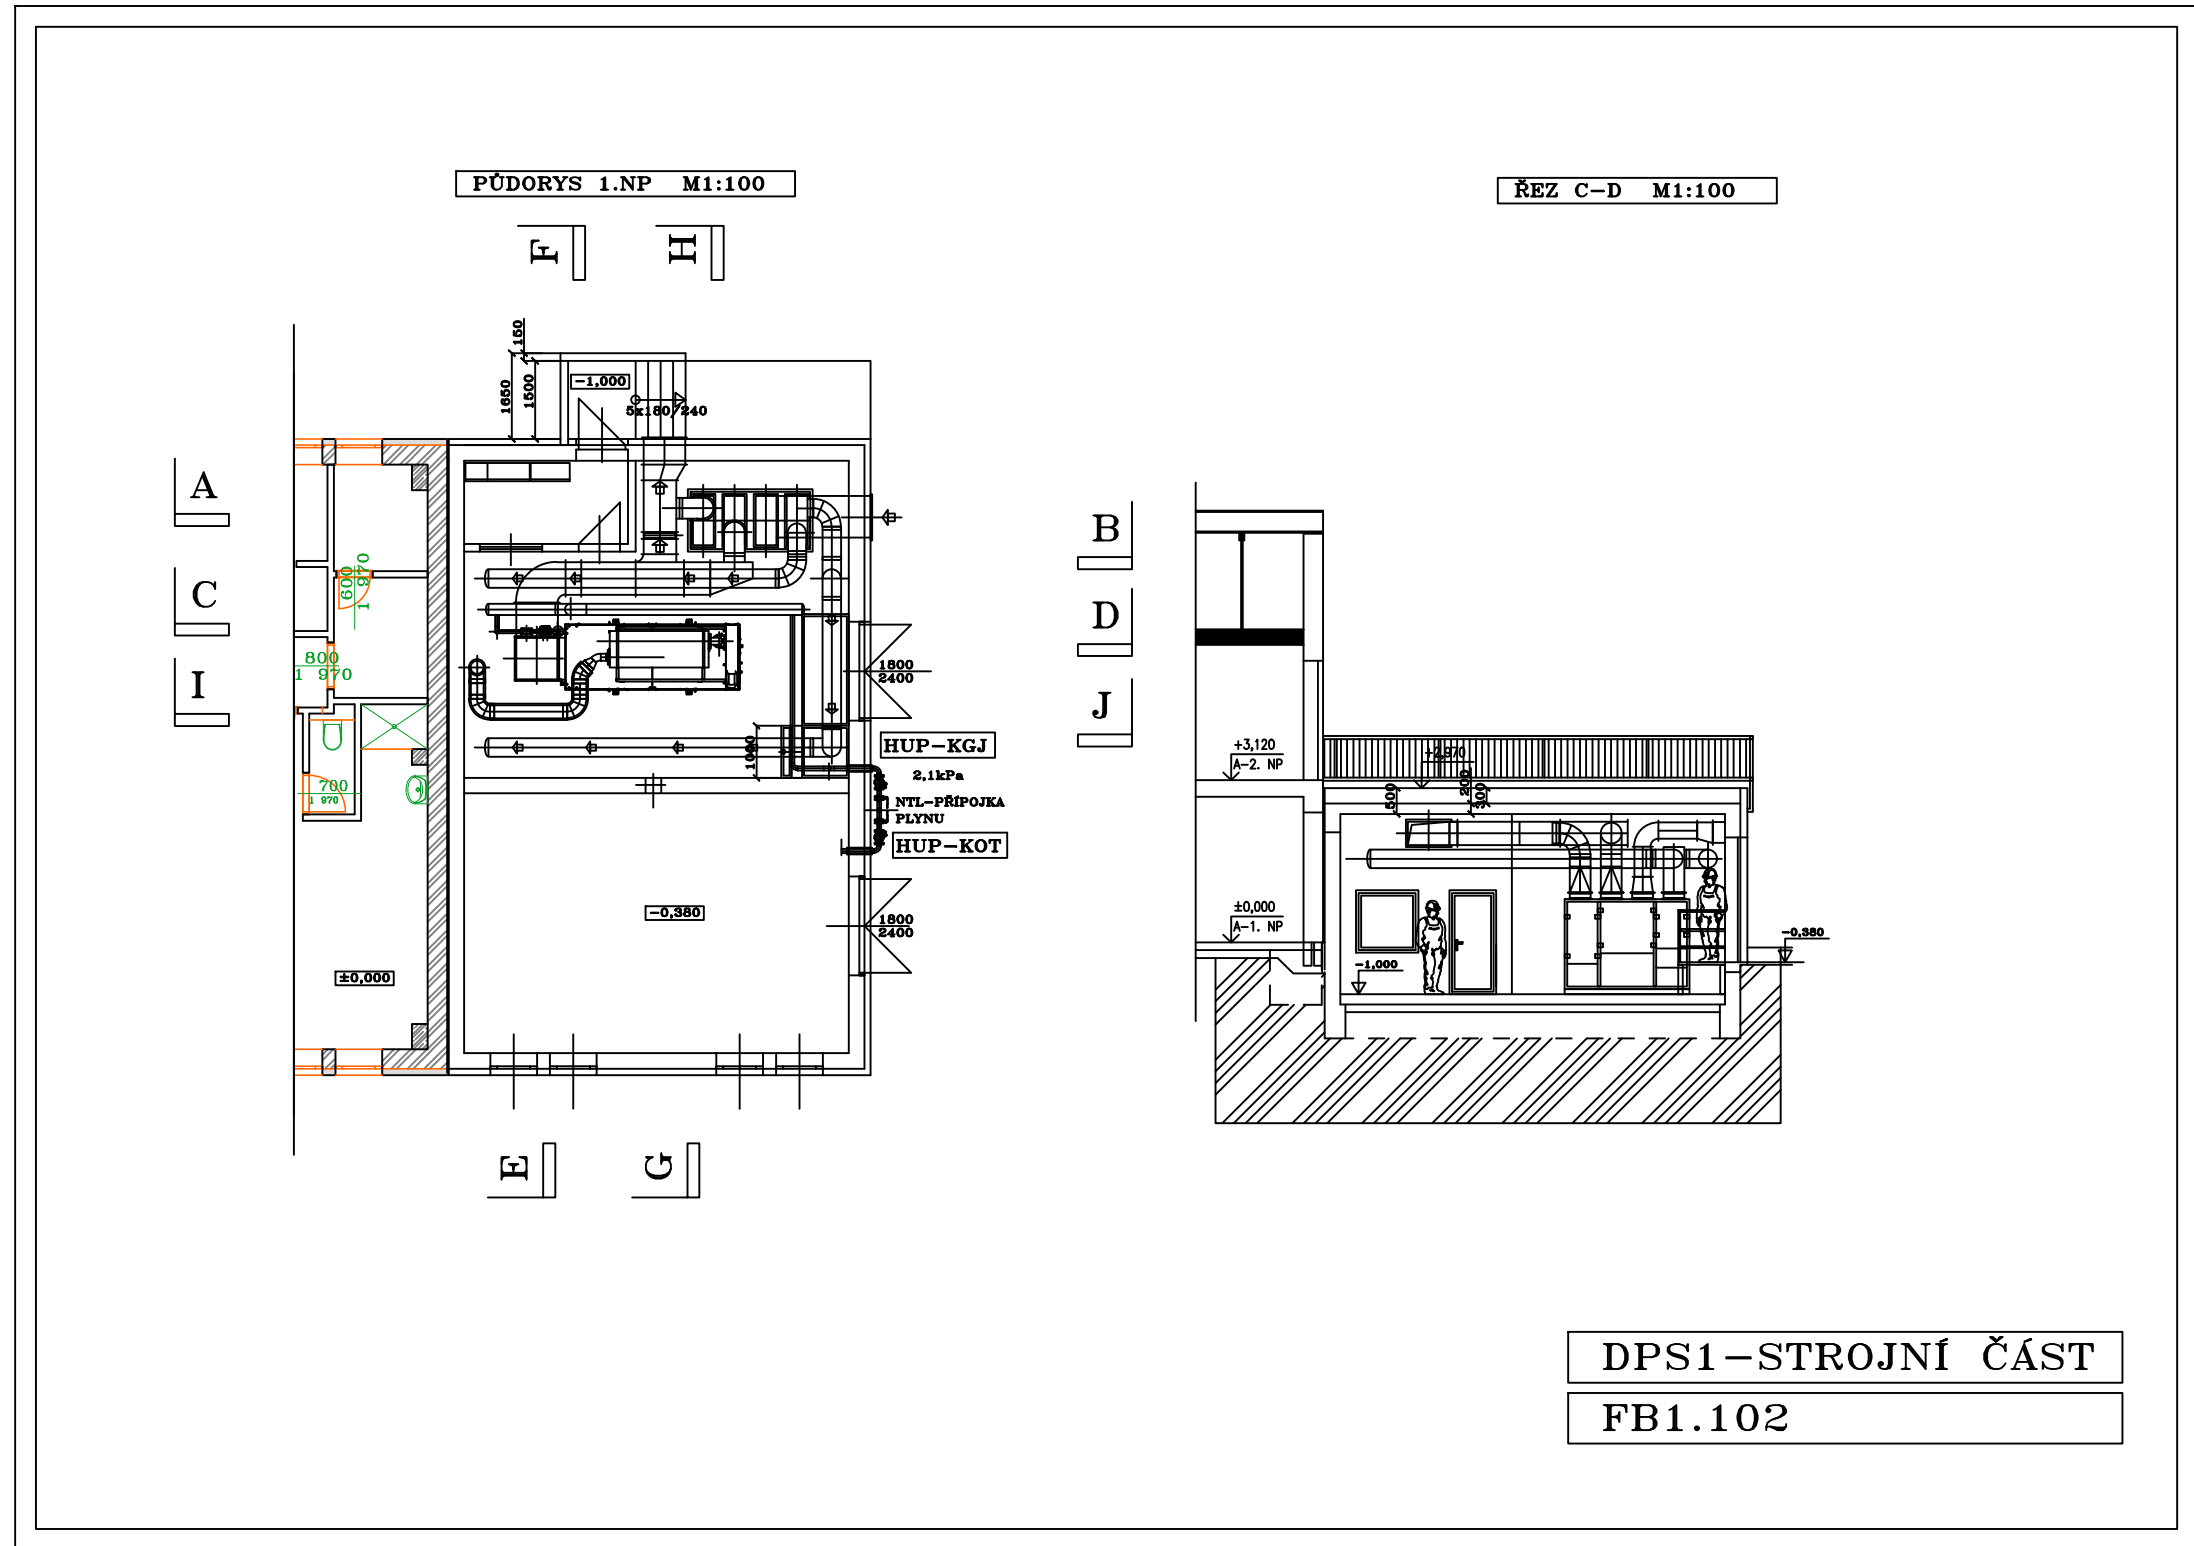 PŮDORYS 1.NP M1:100
ŘEZ C-D M1:100
F
H
150
1650
1500
-1,000
5x180/240
A
C
I
B
D
J
600
1 970
800
1 970
700
1 970
1800
2400
1000
HUP-KGJ
2,1kPa
NTL-PŘÍPOJKA
PLYNU
HUP-KOT
-0,380
1800
2400
±0,000
E
G
+3,120
A-2. NP
+2,970
500
200
300
±0,000
A-1. NP
-1,000
-0,380
DPS1-STROJNÍ ČÁST
FB1.102